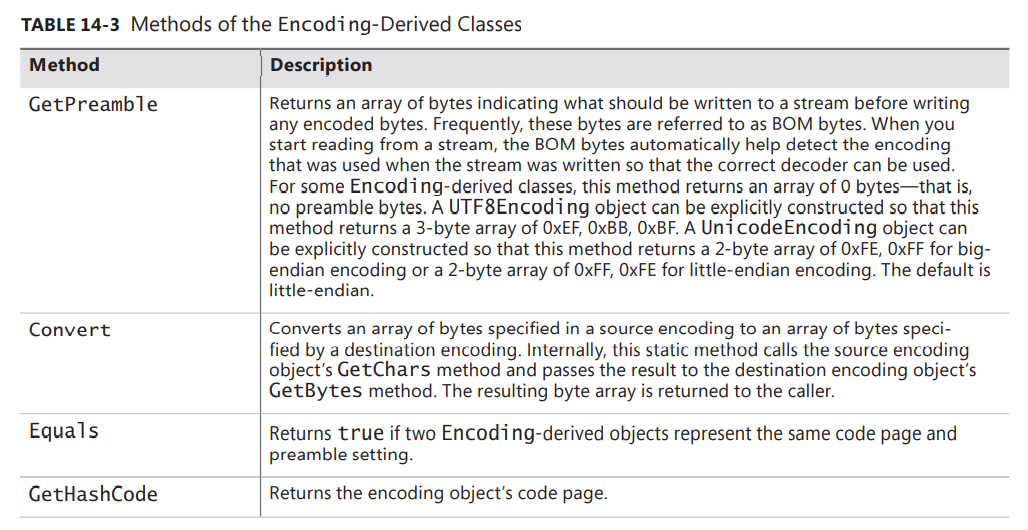 TABLE 14-3 Methods of the Encoding-Derived Classes
Method Description
GetPreamble Returns an array of bytes indicating what should be written to a stream before writing
any encoded bytes. Frequently, these bytes are referred to as BOM bytes. When you
start reading from a stream, the BOM bytes automatically help detect the encoding
that was used when the stream was written so that the correct decoder can be used.
For some Encoding-derived classes, this method returns an array of 0 bytes—that is,
no preamble bytes. A UTF8Encoding object can be explicitly constructed so that this
method returns a 3-byte array of 0xEF, 0xBB, 0xBF. A UnicodeEncoding object can
be explicitly constructed so that this method returns a 2-byte array of 0xFE, 0xFF for big-
endian encoding or a 2-byte array of 0xFF, 0xFE for little-endian encoding. The default is
little-endian.
Convert Converts an array of bytes specified in a source encoding to an array of bytes speci-
fied by a destination encoding. Internally, this static method calls the source encoding
object's GetChars method and passes the result to the destination encoding object's
GetBytes method. The resulting byte array is returned to the caller.
Equals Returns true if two Encoding-derived objects represent the same code page and
preamble setting.
GetHashCode Returns the encoding object's code page.